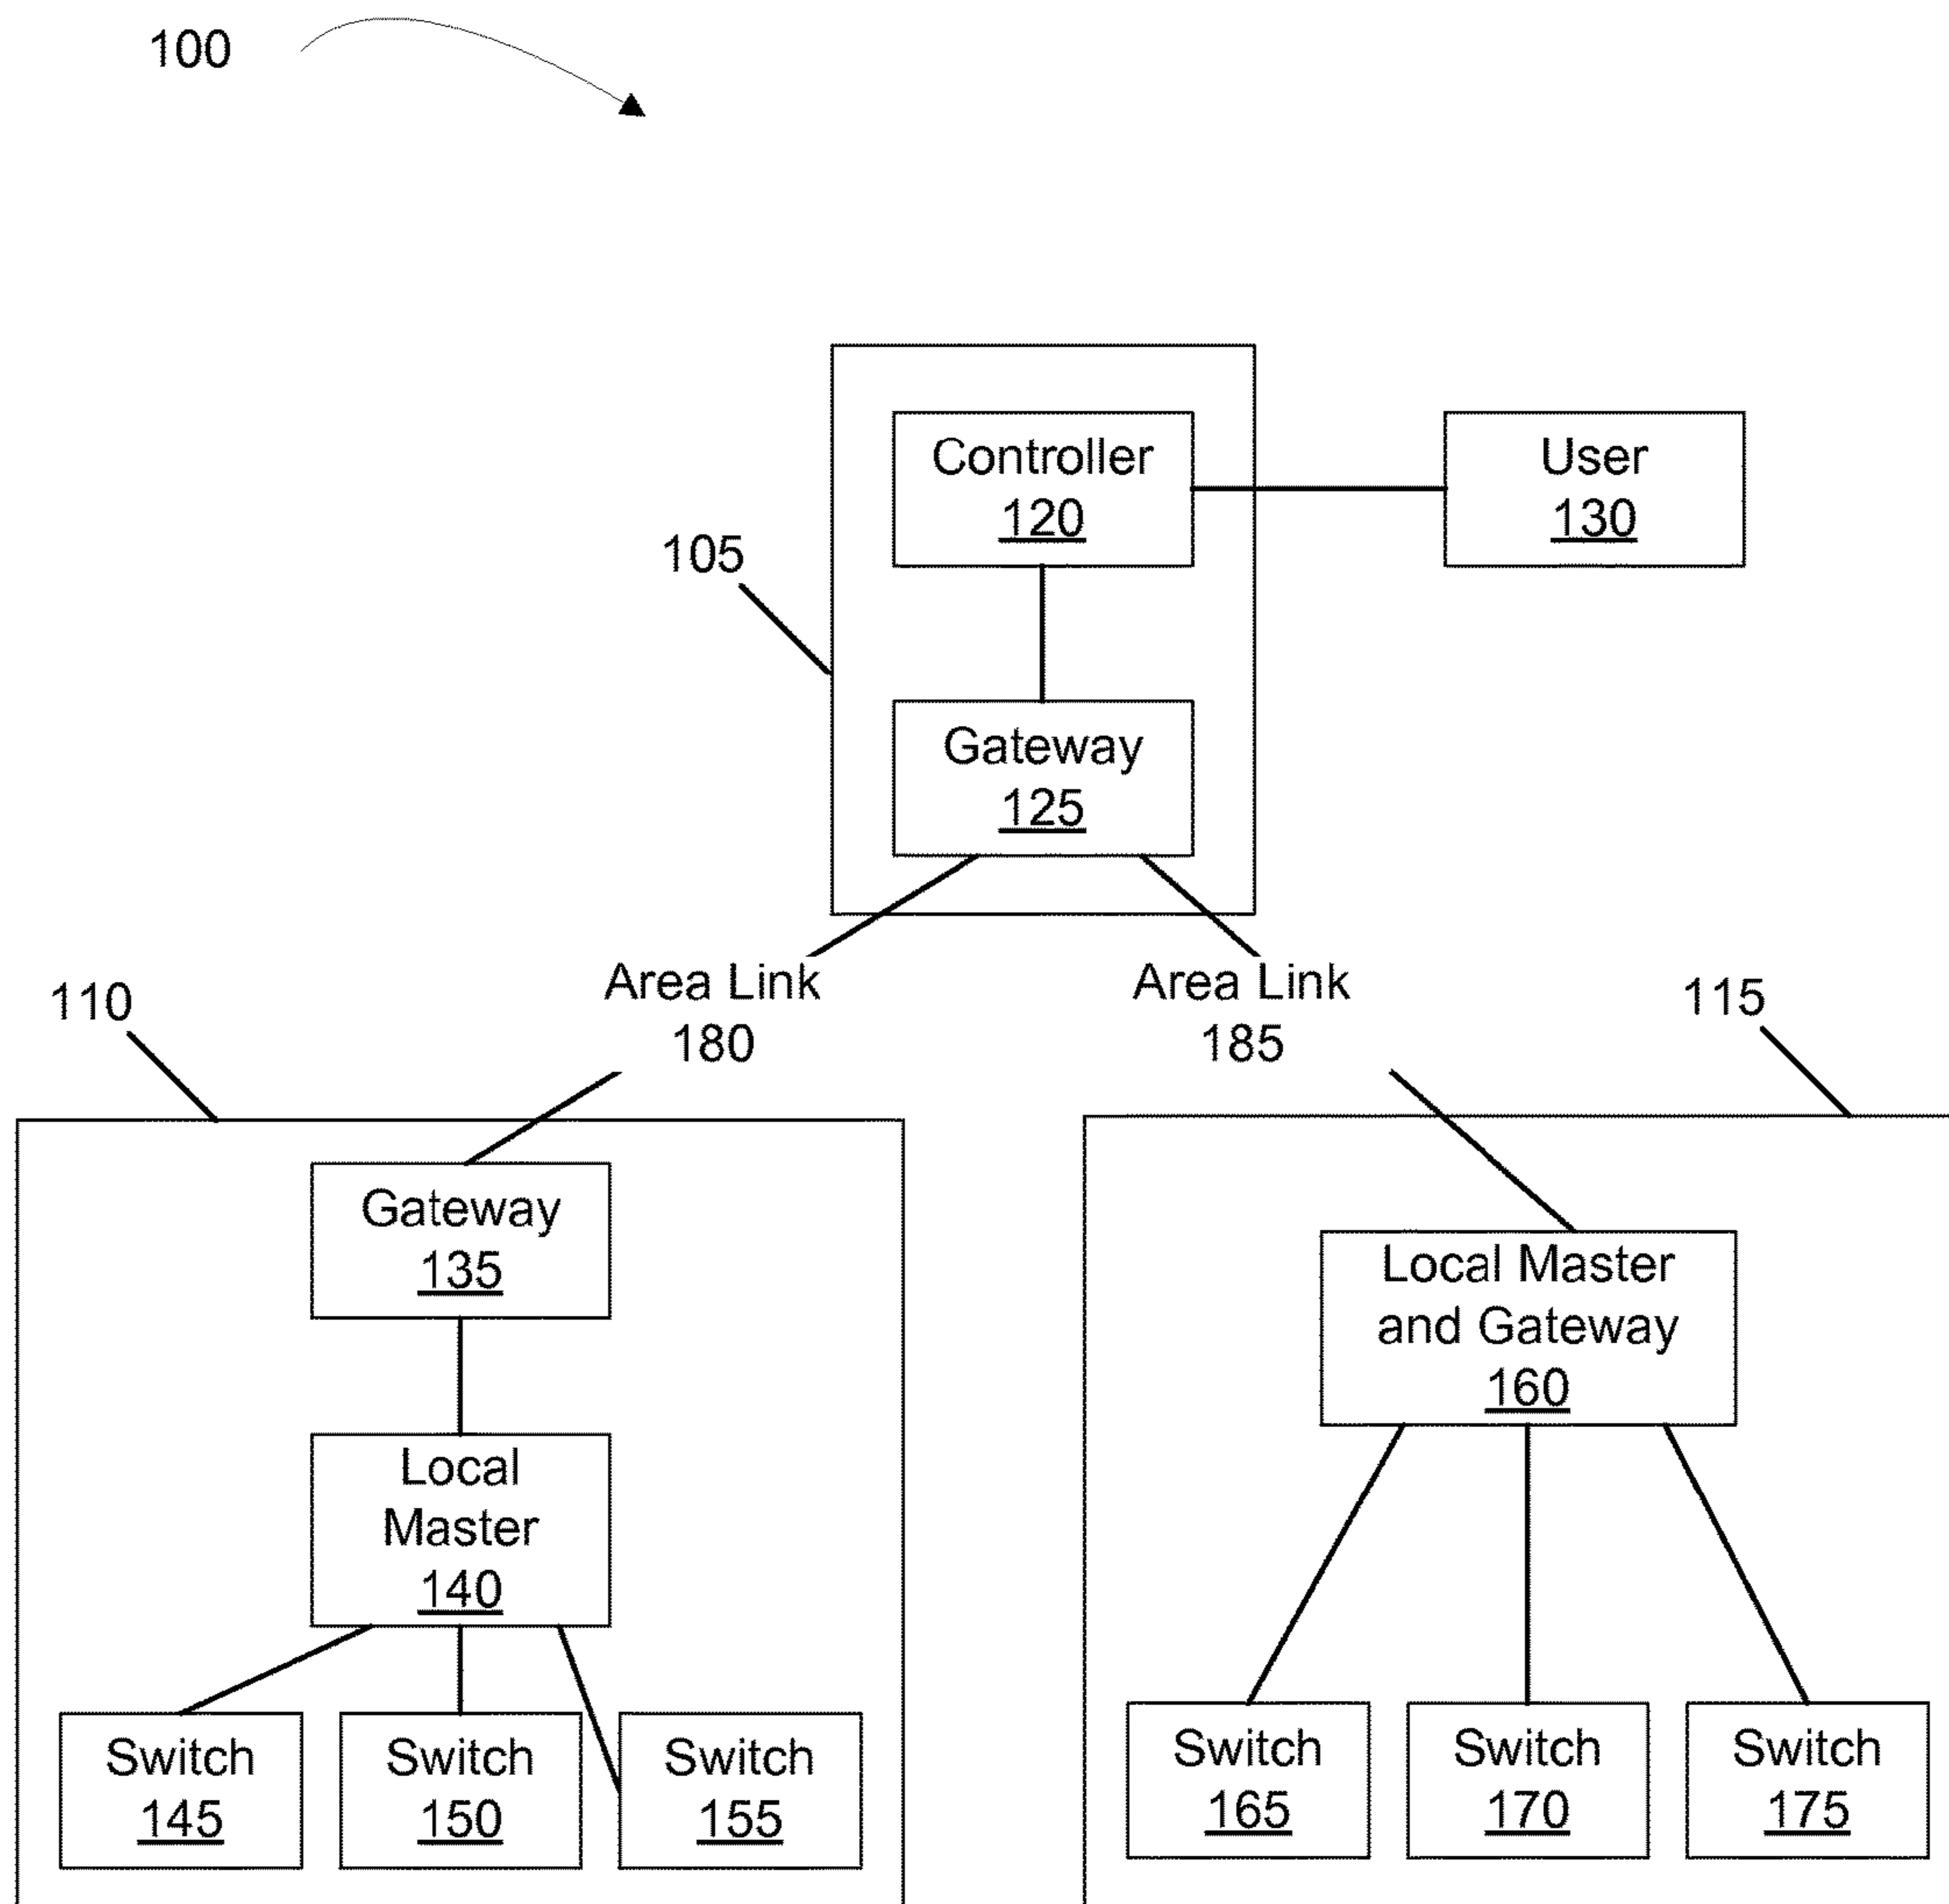 100
Controller
120
User
130
105
Gateway
125
Area Link
180
Area Link
185
110
115
Gateway
135
Local Master
and Gateway
160
Local
Master
140
Switch
145
Switch
150
Switch
155
Switch
165
Switch
170
Switch
175